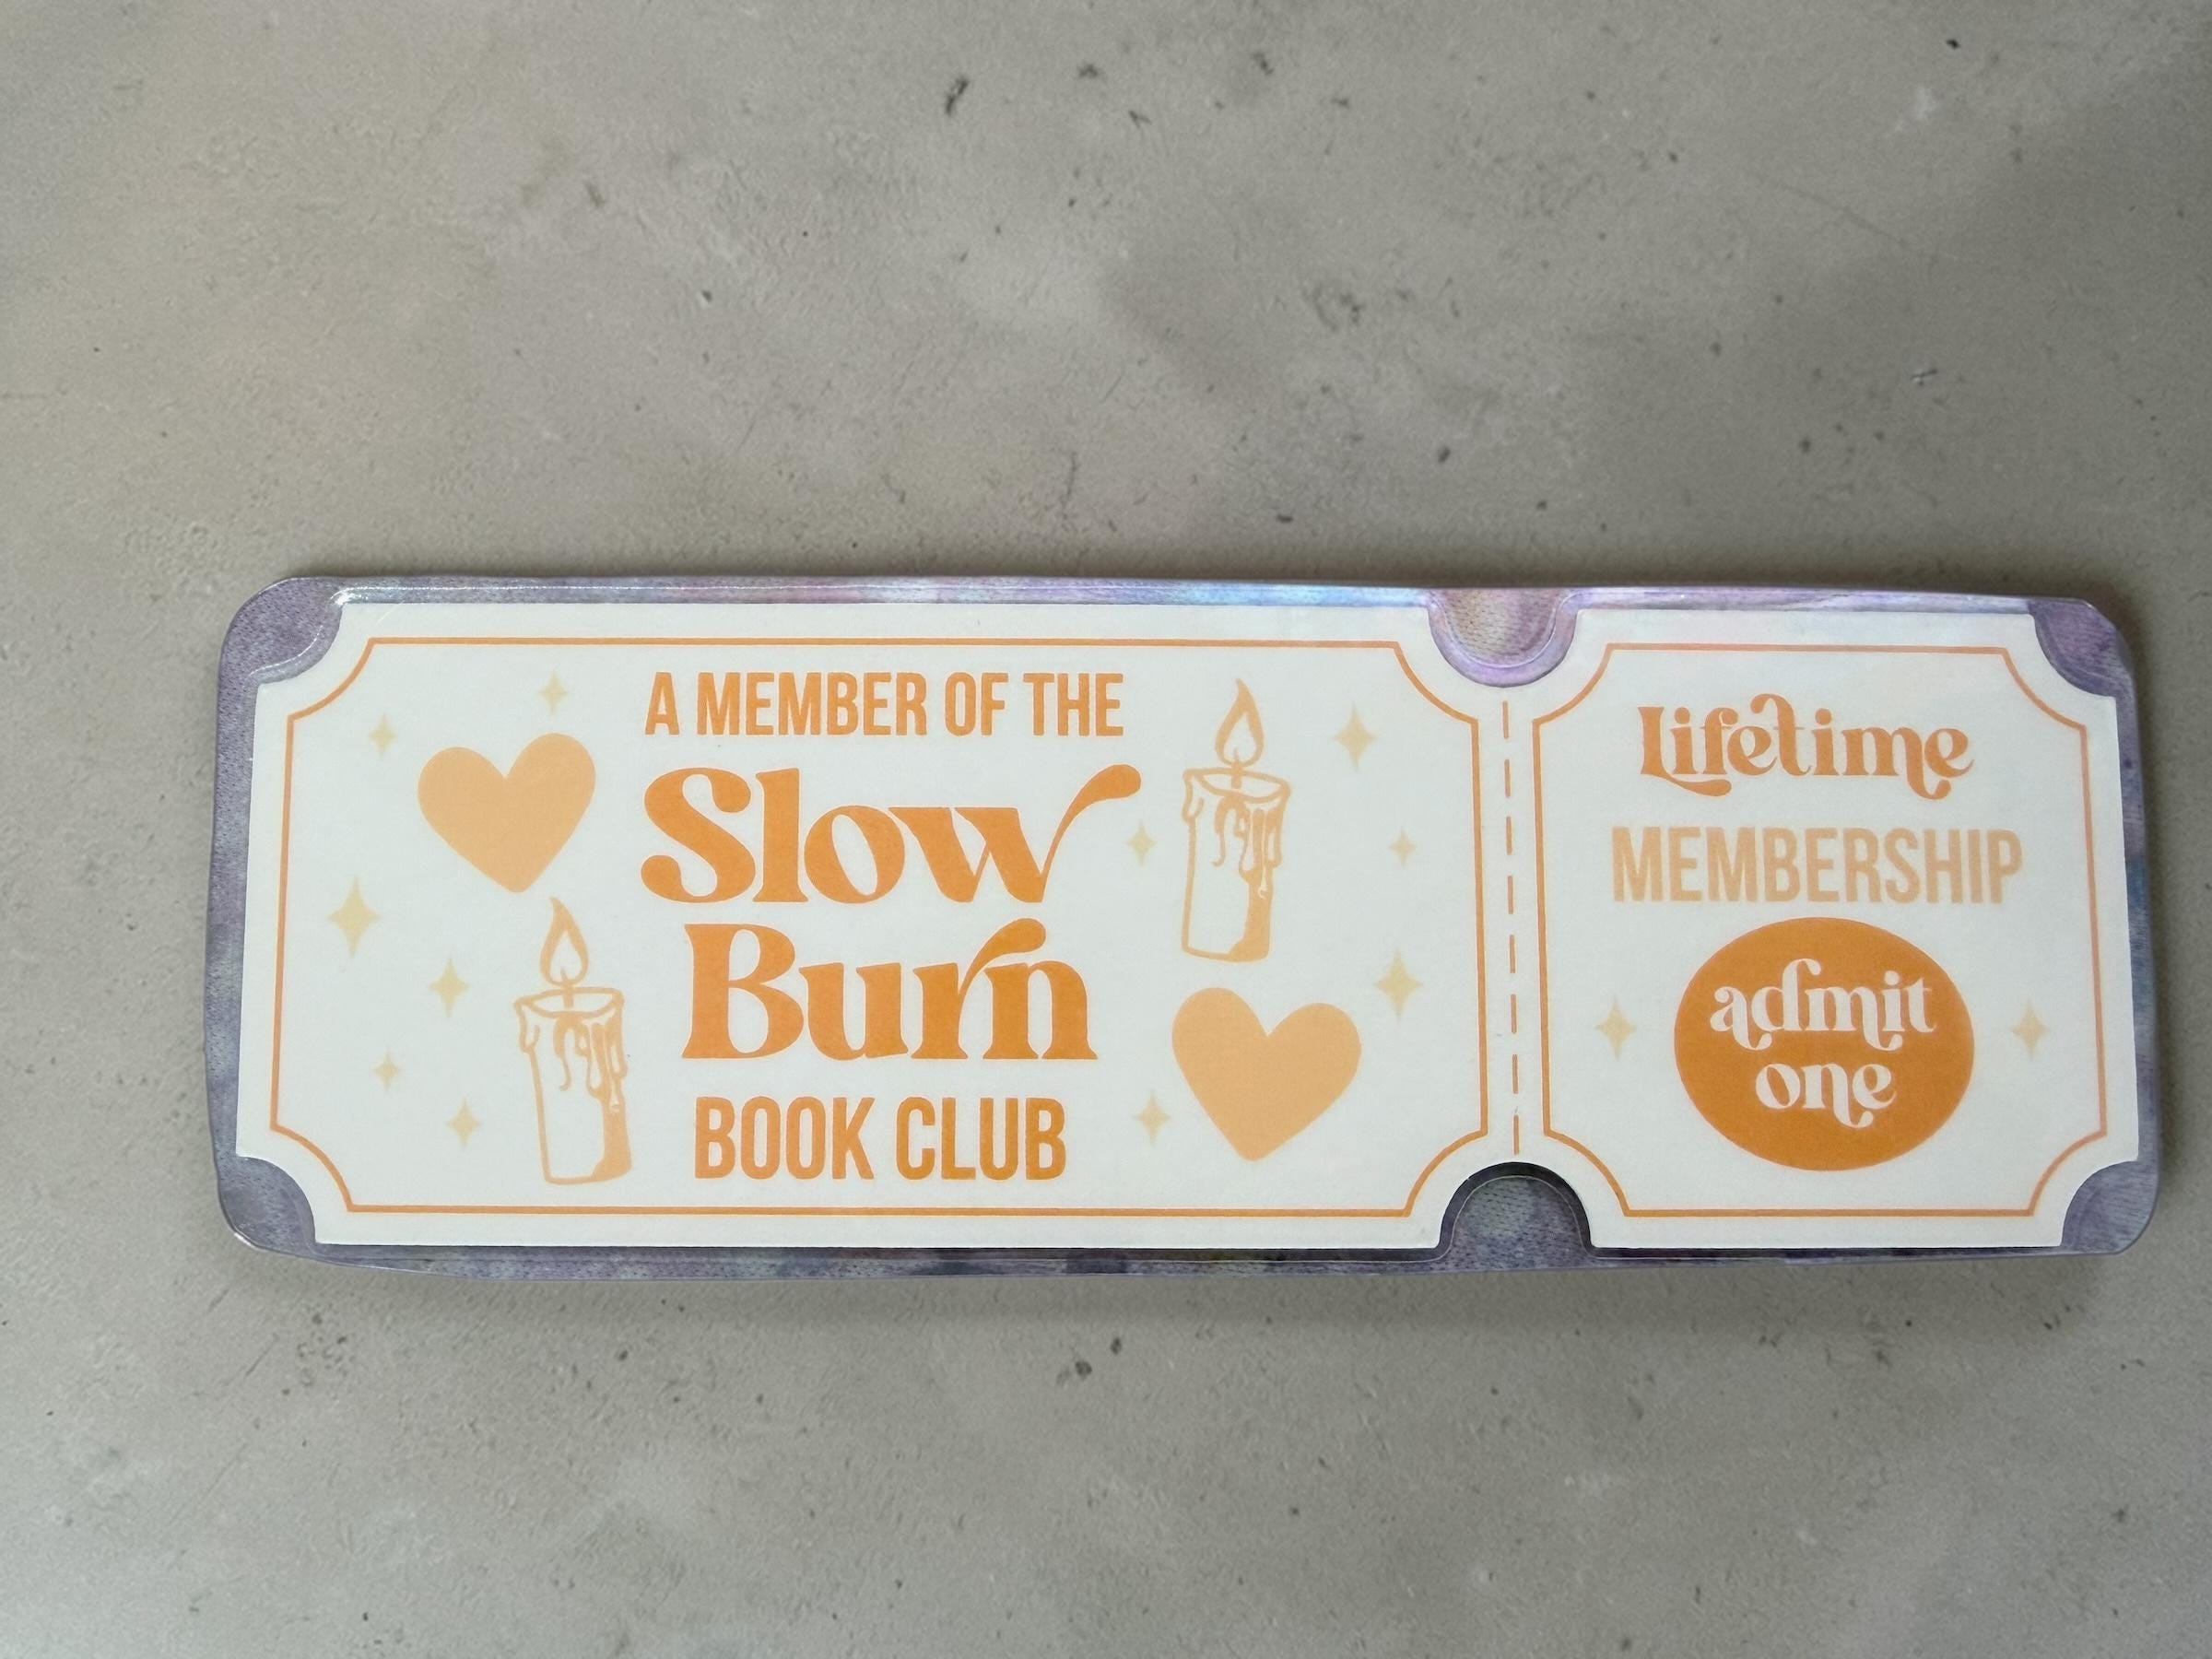 A MEMBER OF THE
Slow
Burn
BOOK CLUB
Lifetime
MEMBERSHIP
admit
one